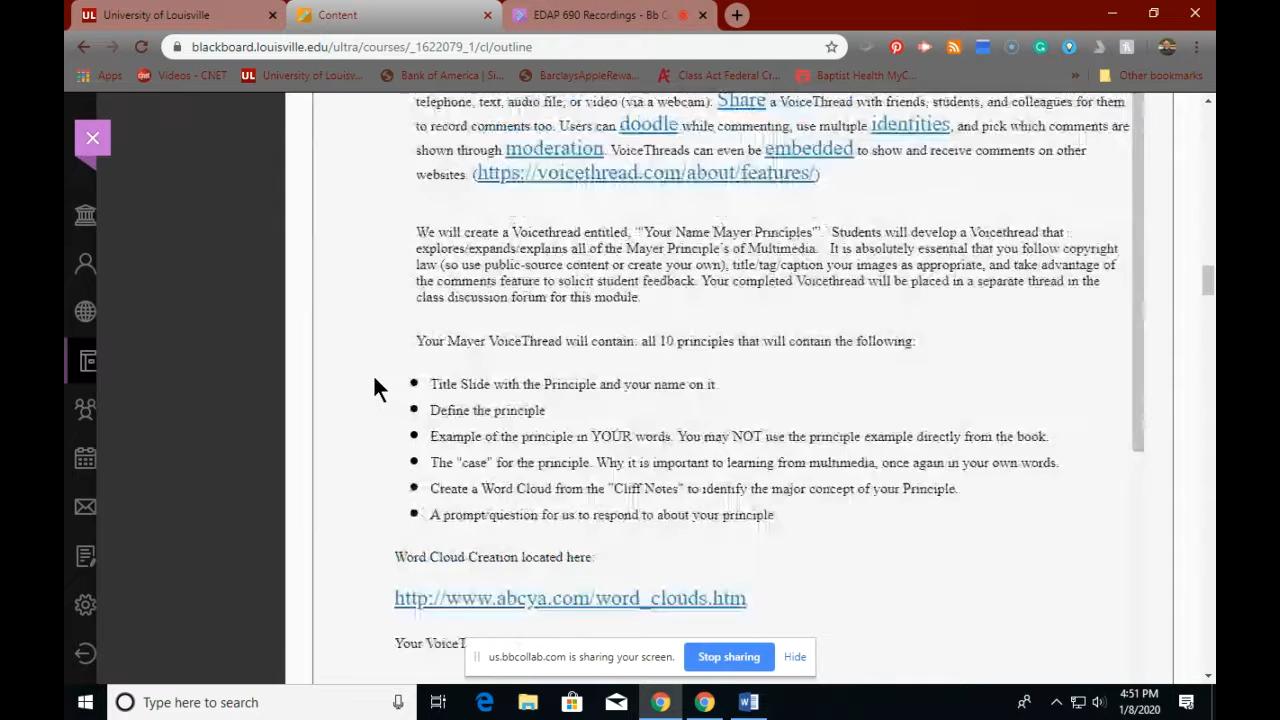 University of Louisville
Content
EDAP 690 Recordings - Bb C
blackboard.louisville.edu/ultra/courses/_1622079_1/cl/outline
Apps
Videos - CNET
University of Louisv...
Bank of America | Si...
BarclaysAppleRewa...
Class Act Federal Cr...
Baptist Health MyC...
»
Other bookmarks
telephone, text, audio file, or video (via a webcam). Share a VoiceThread with friends, students, and colleagues for them
to record comments too. Users can doodle while commenting, use multiple identities, and pick which comments are
shown through moderation. VoiceThreads can even be embedded to show and receive comments on other
websites. (https://voicethread.com/about/features/)
We will create a Voicethread entitled, "“Your Name Mayer Principles”". Students will develop a Voicethread that
explores/expands/explains all of the Mayer Principle's of Multimedia. It is absolutely essential that you follow copyright
law (so use public-source content or create your own), title/tag/caption your images as appropriate, and take advantage of
the comments feature to solicit student feedback. Your completed Voicethread will be placed in a separate thread in the
class discussion forum for this module.
Your Mayer VoiceThread will contain: all 10 principles that will contain the following:
• Title Slide with the Principle and your name on it.
• Define the principle
• Example of the principle in YOUR words. You may NOT use the principle example directly from the book.
• The "case" for the principle. Why it is important to learning from multimedia, once again in your own words.
• Create a Word Cloud from the "Cliff Notes" to identify the major concept of your Principle.
• A prompt/question for us to respond to about your principle
Word Cloud Creation located here:
http://www.abcya.com/word_clouds.htm
Your VoiceT
us.bbcollab.com is sharing your screen.
Stop sharing
Hide
Type here to search
4:51 PM
1/8/2020